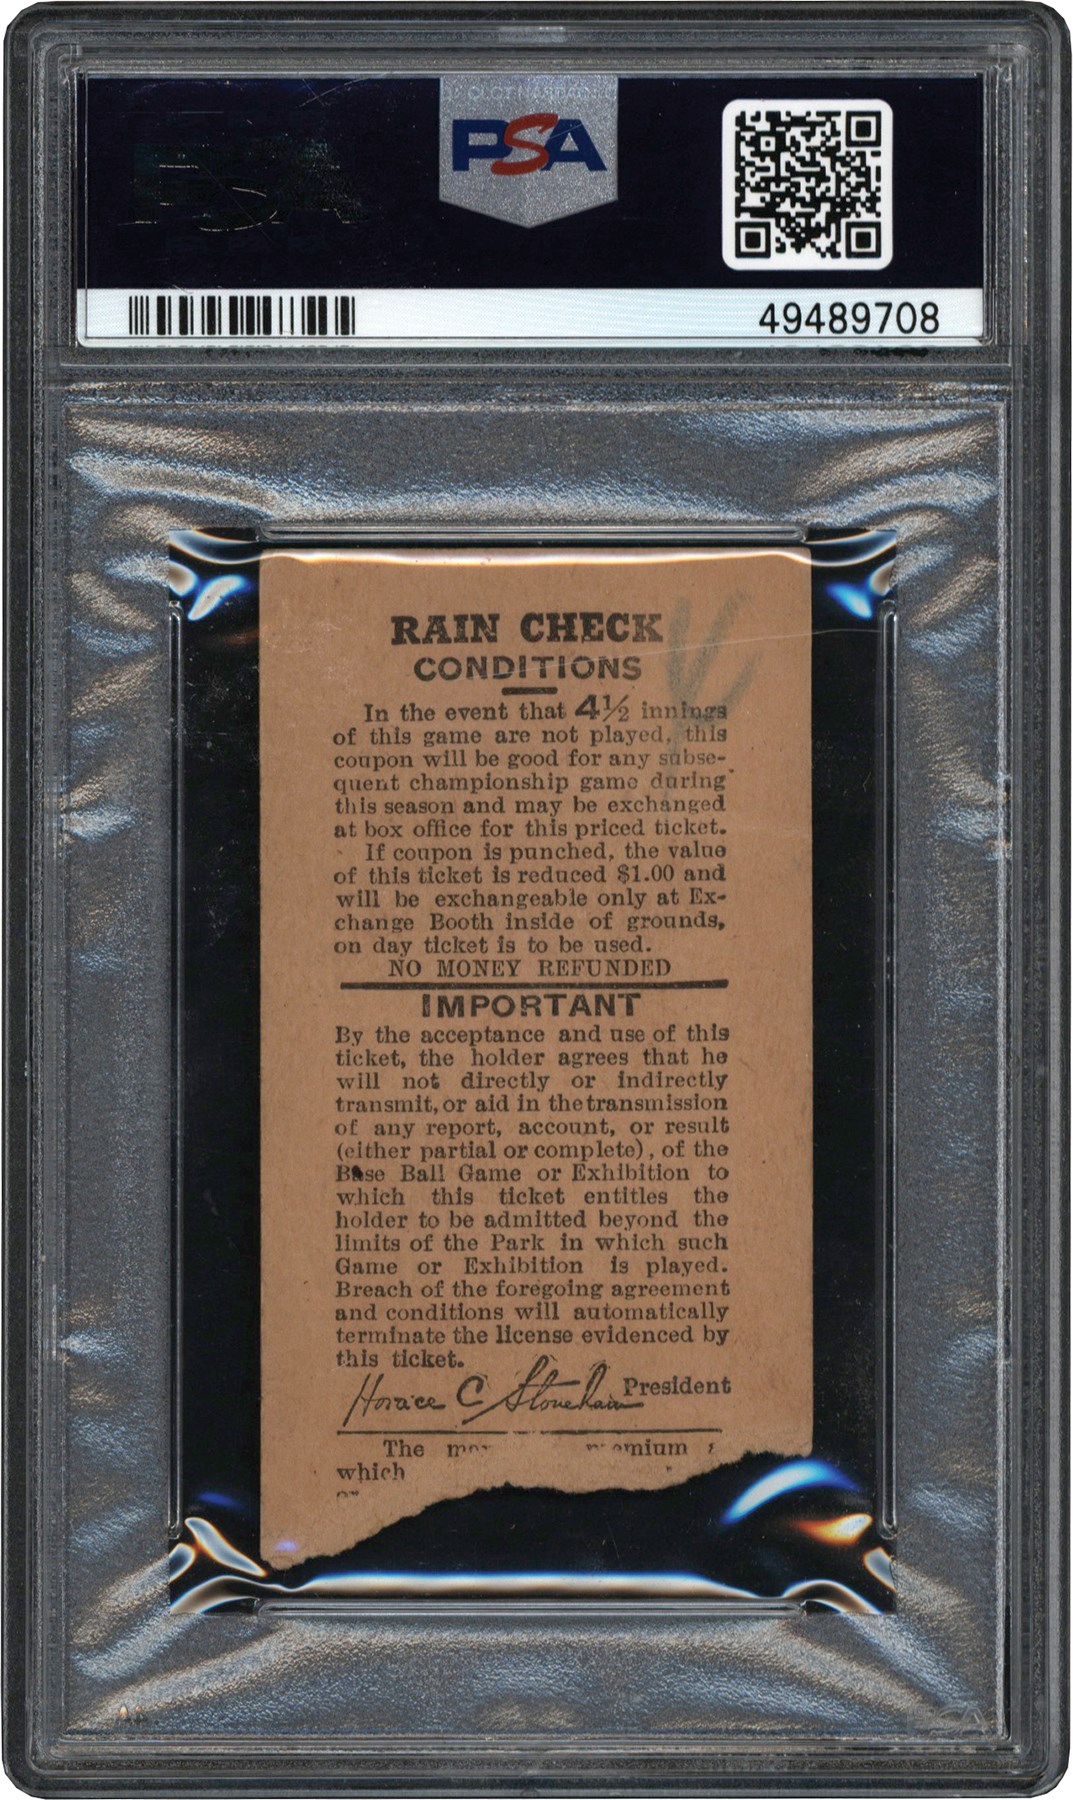 PSA
49489708
RAIN CHECK
CONDITIONS
In the event that 4½ innings
of this game are not played, this
coupon will be good for any subse-
quent championship game during
this season and may be exchanged
at box office for this priced ticket.
If coupon is punched, the value
of this ticket is reduced $1.00 and
will be exchangeable only at Ex-
change Booth inside of grounds,
on day ticket is to be used.
NO MONEY REFUNDED
IMPORTANT
By the acceptance and use of this
ticket, the holder agrees that he
will not directly or indirectly
transmit, or aid in the transmission
of any report, account, or result
(either partial or complete), of the
Base Ball Game or Exhibition to
which this ticket entitles the
holder to be admitted beyond the
limits of the Park in which such
Game or Exhibition is played.
Breach of the foregoing agreement
and conditions will automatically
terminate the license evidenced by
this ticket.
Horace C Stoneham President
The
which